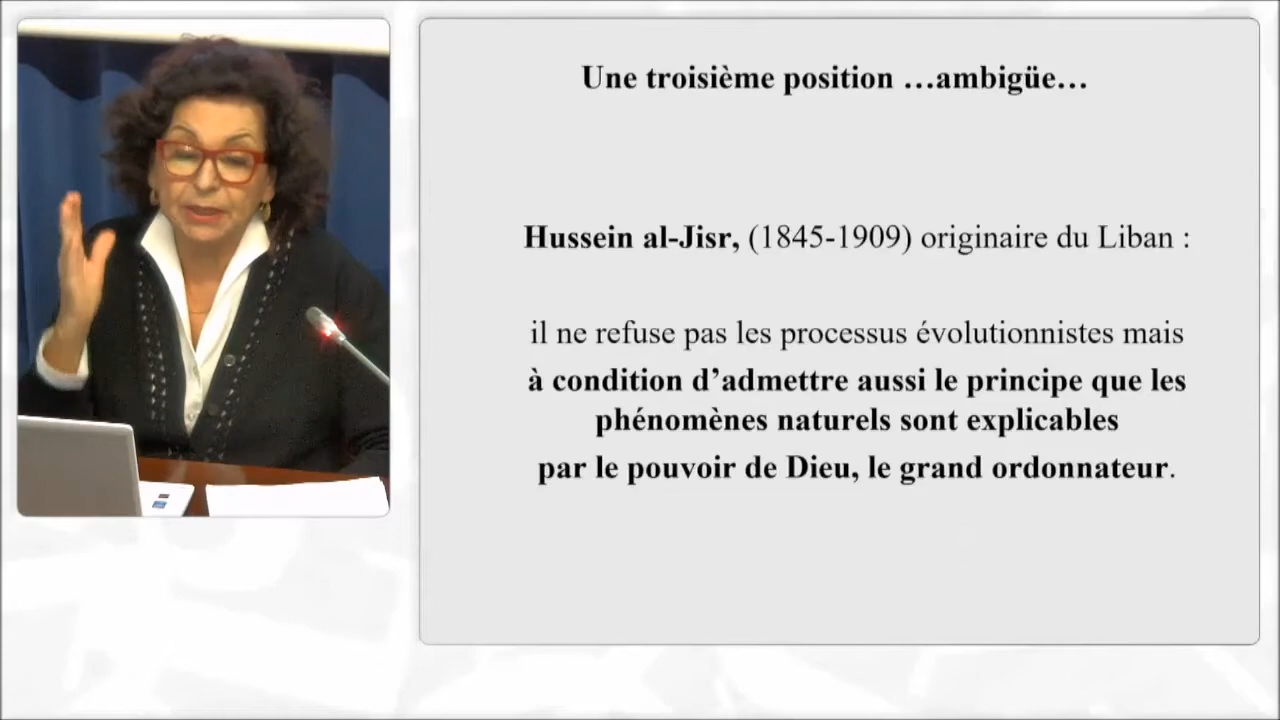 Une troisième position …ambigüe…
Hussein al-Jisr, (1845-1909) originaire du Liban :
il ne refuse pas les processus évolutionnistes mais
à condition d’admettre aussi le principe que les
phénomènes naturels sont explicables
par le pouvoir de Dieu, le grand ordonnateur.